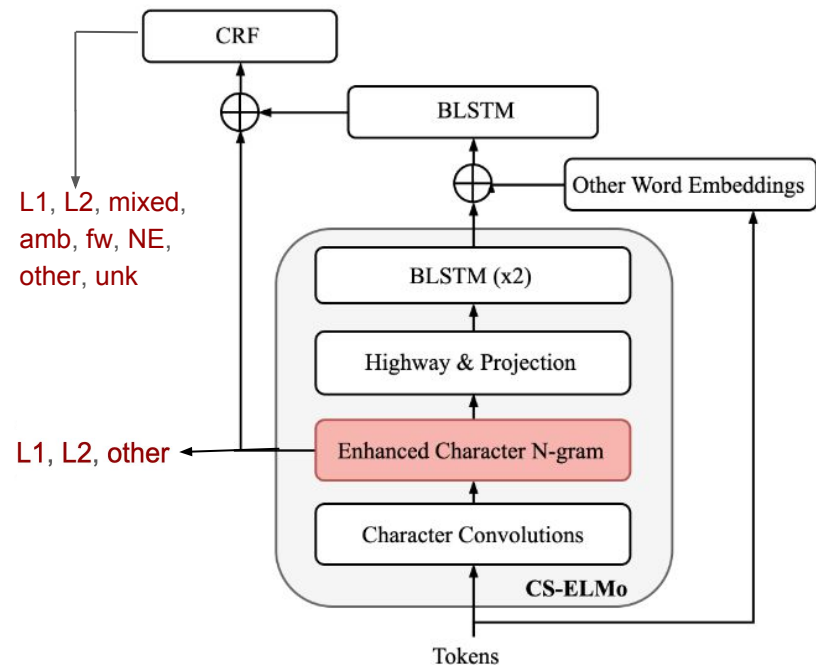 CRF
BLSTM
Other Word Embeddings
L1, L2, mixed,
amb, fw, NE,
other, unk
BLSTM (x2)
Highway & Projection
L1, L2, other
Enhanced Character N-gram
Character Convolutions
CS-ELMo
Tokens